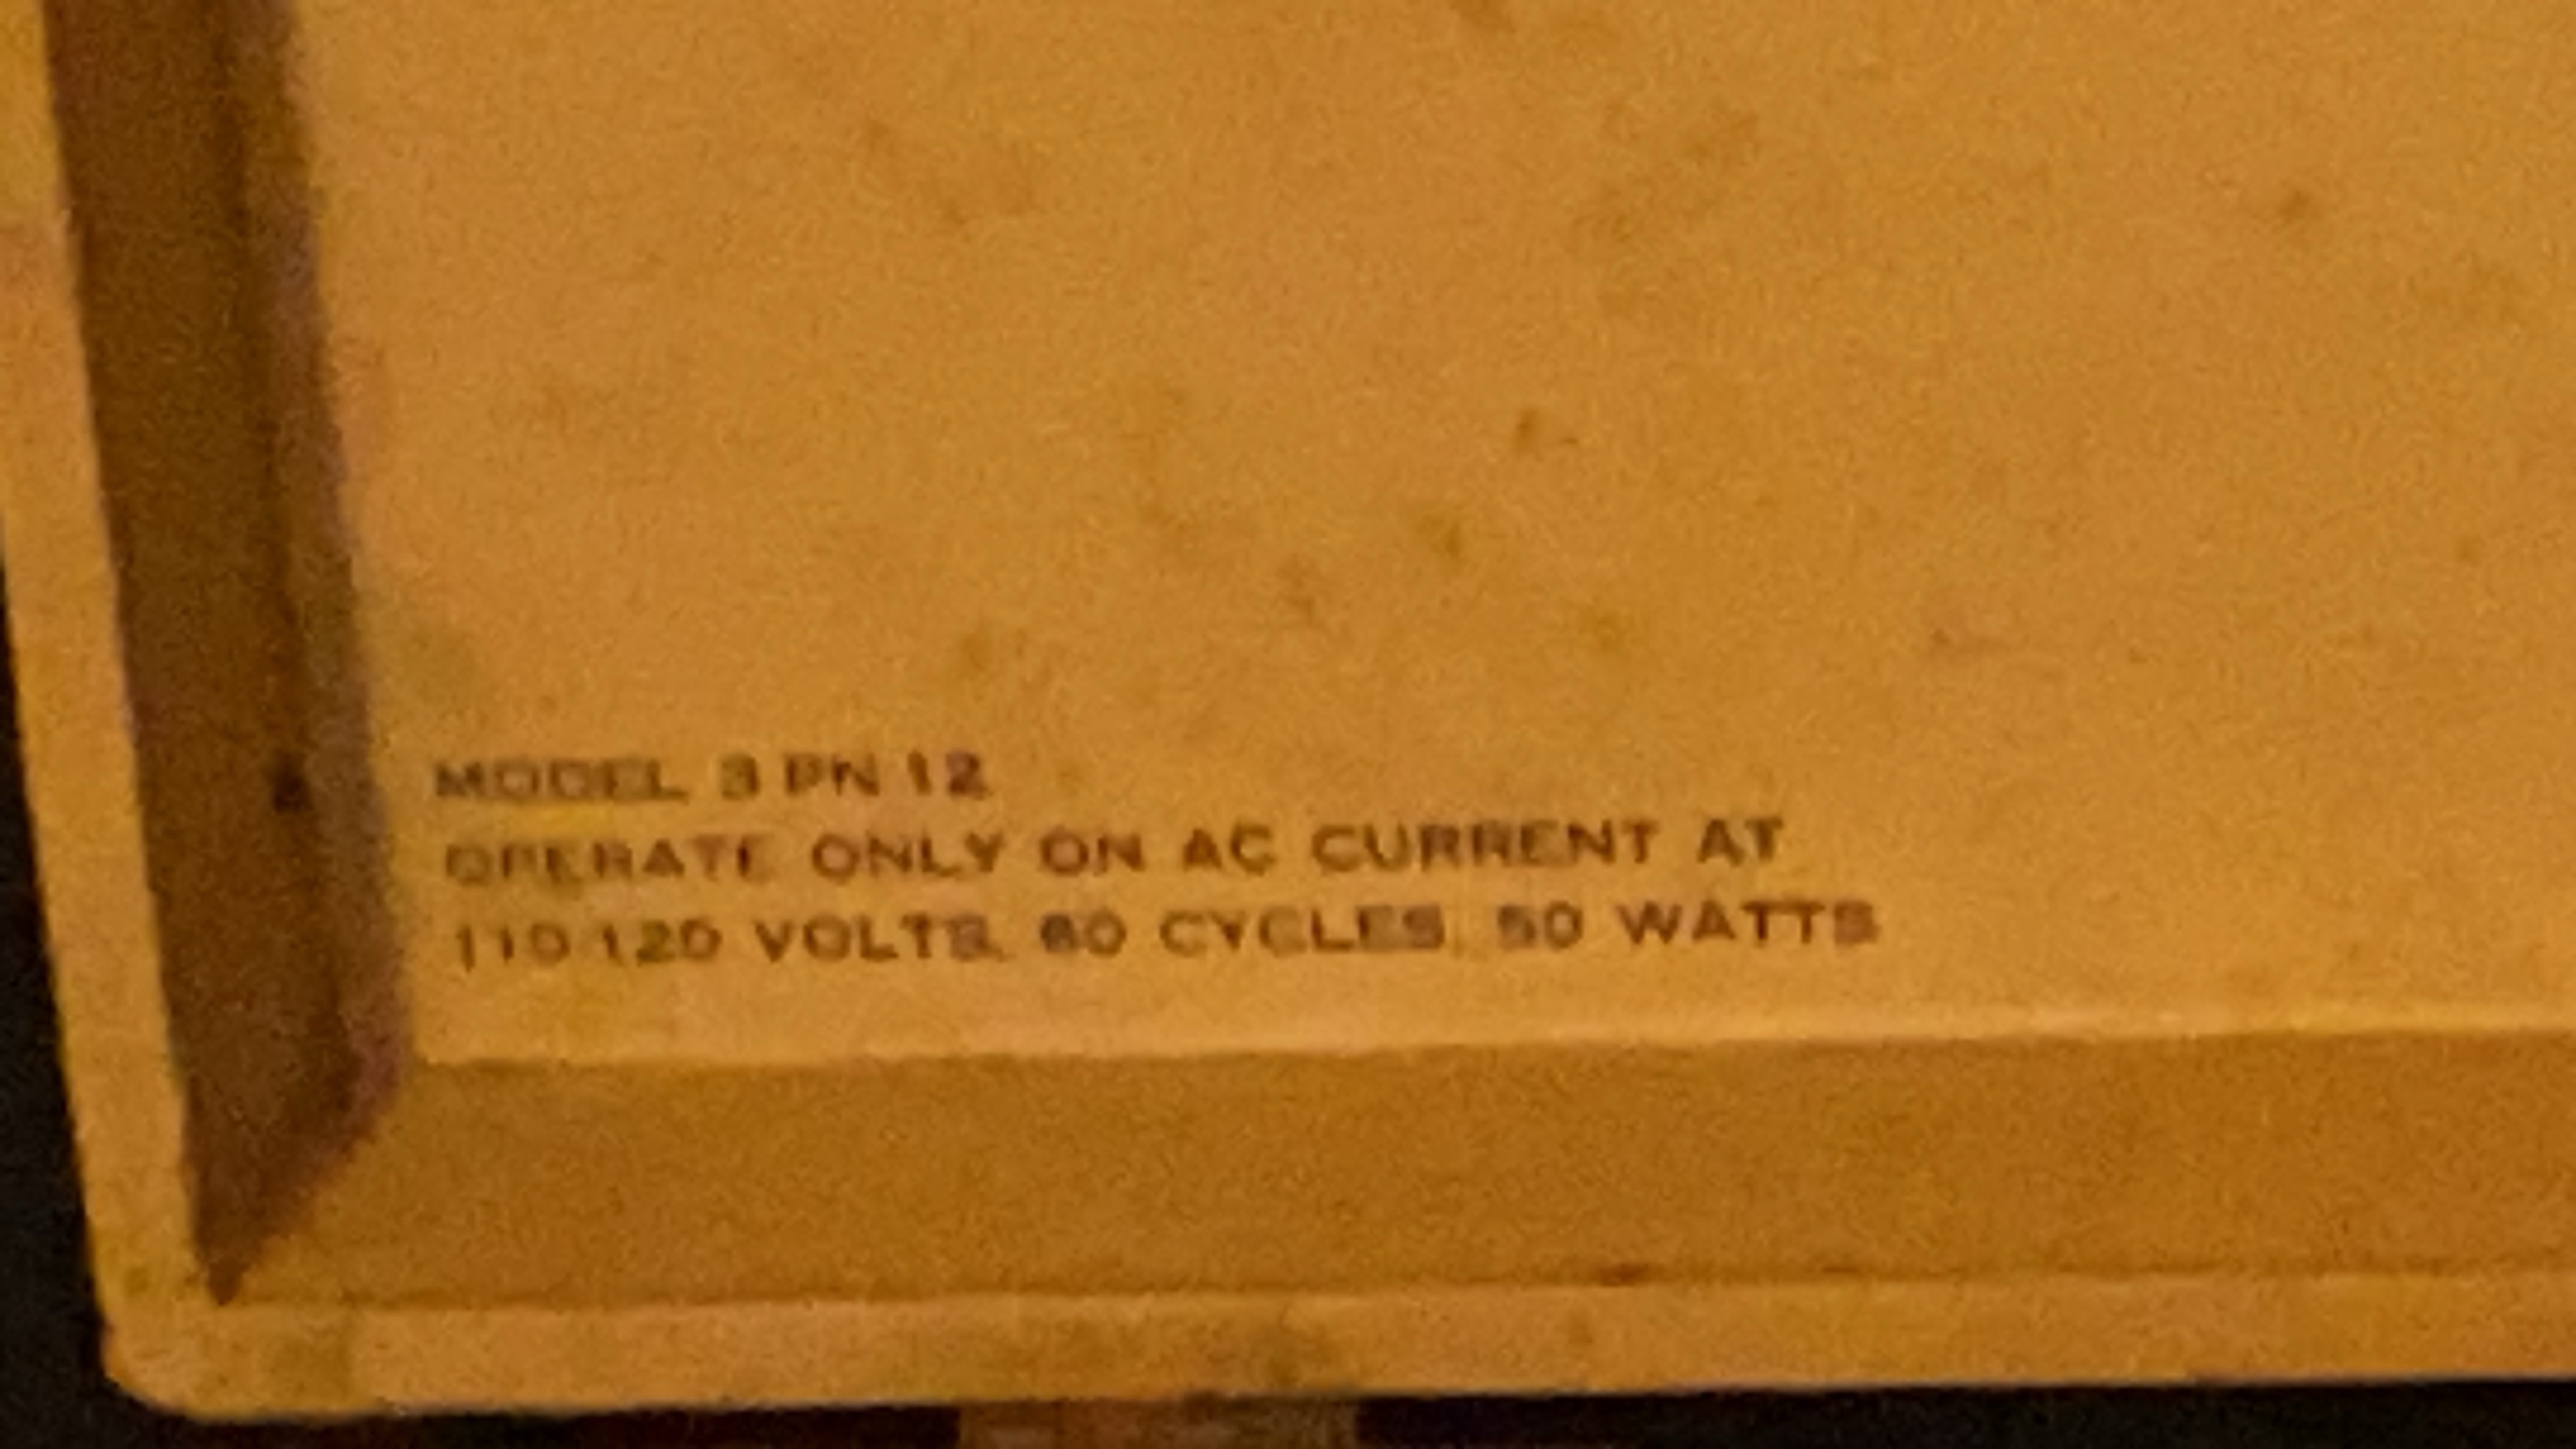 MODEL 3 PN 12
OPERATE ONLY ON AC CURRENT AT
110-120 VOLTS, 60 CYCLES, 50 WATTS